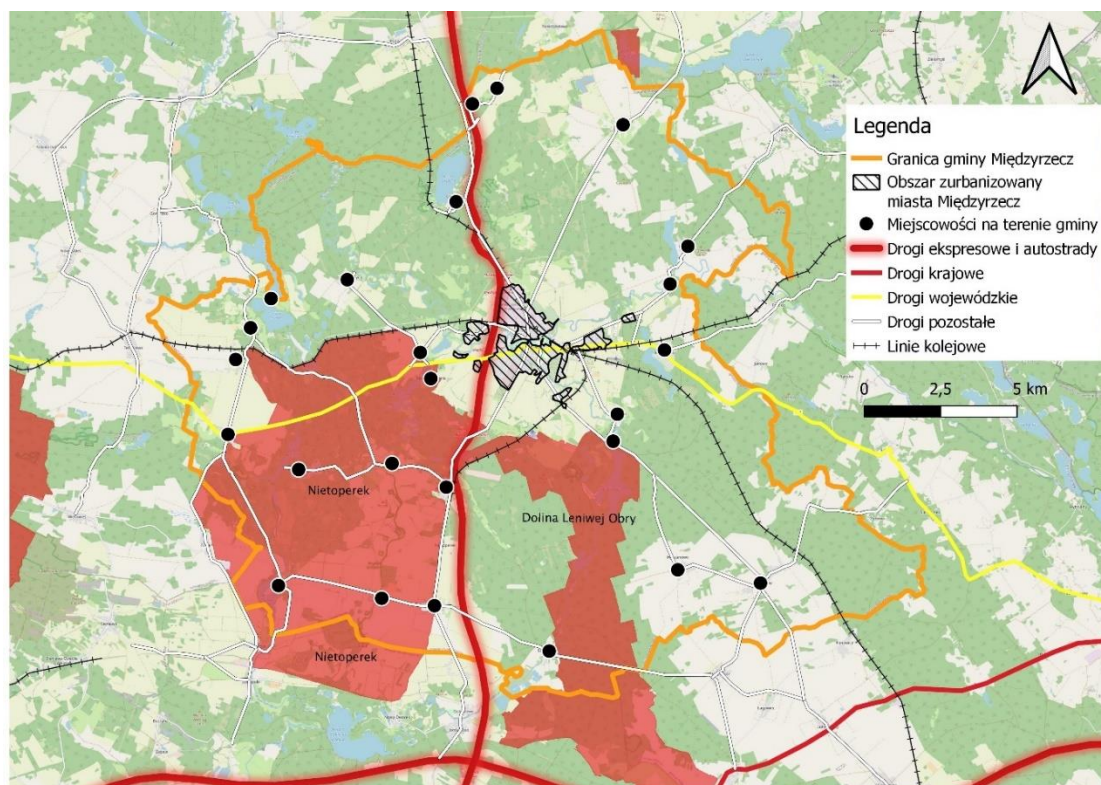 Legenda
Granica gminy Międzyrzecz
Obszar zurbanizowany
miasta Międzyrzecz
Miejscowości na terenie gminy
Drogi ekspresowe i autostrady
Drogi krajowe
Drogi wojewódzkie
Drogi pozostałe
Linie kolejowe
0 2,5 5 km
Nietoperek
Dolina Leniwej Obry
Nietoperek